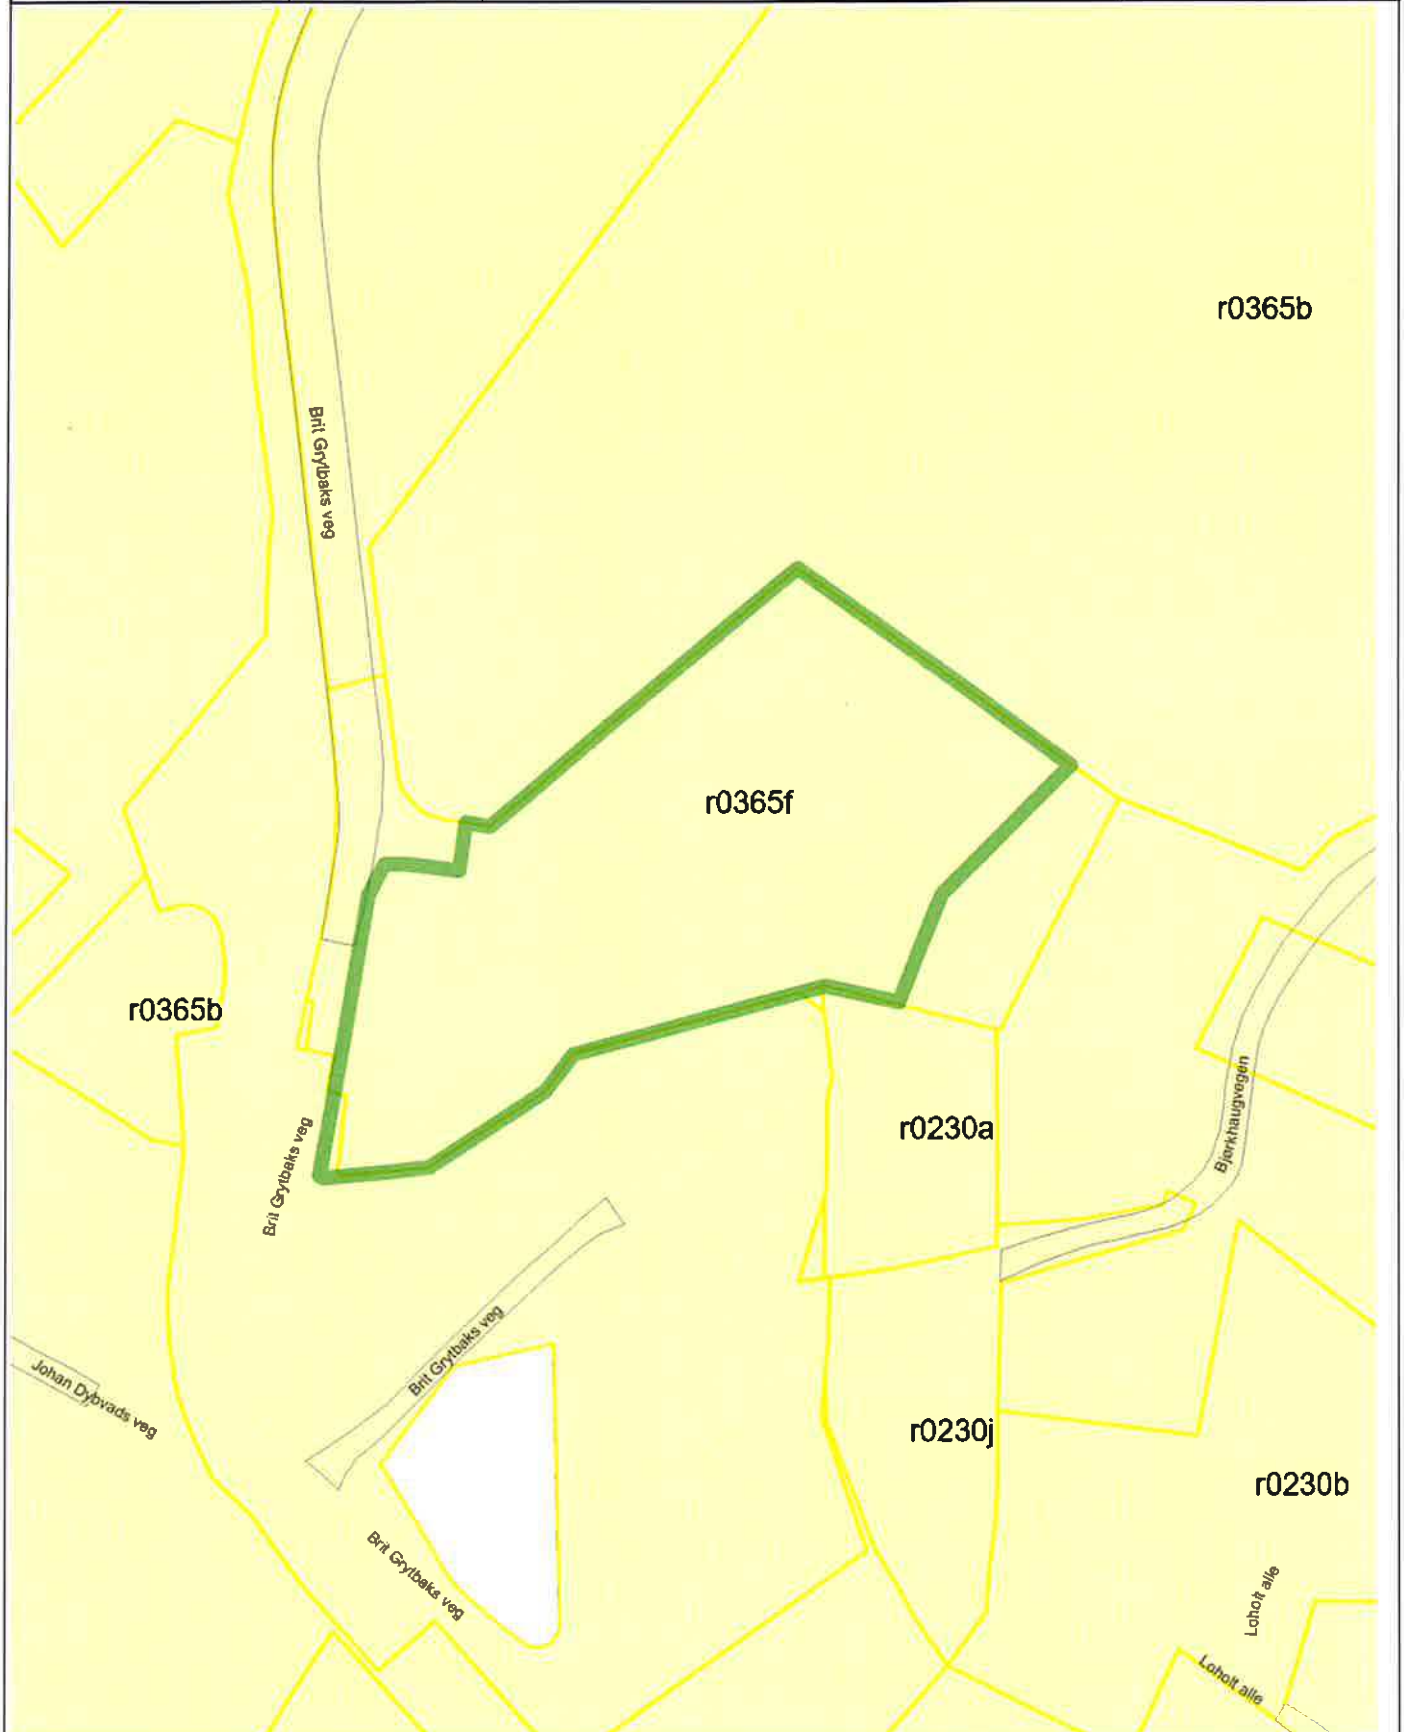 r0365b
Brit Grytbaks veg
r0365f
r0365b
Bjørkhaugvegen
r0230a
Brit Grytbaks veg
Brit Grytbaks veg
Johan Dybvads veg
r0230j
r0230b
Brit Grytbaks veg
Loholt alle
Loholt alle